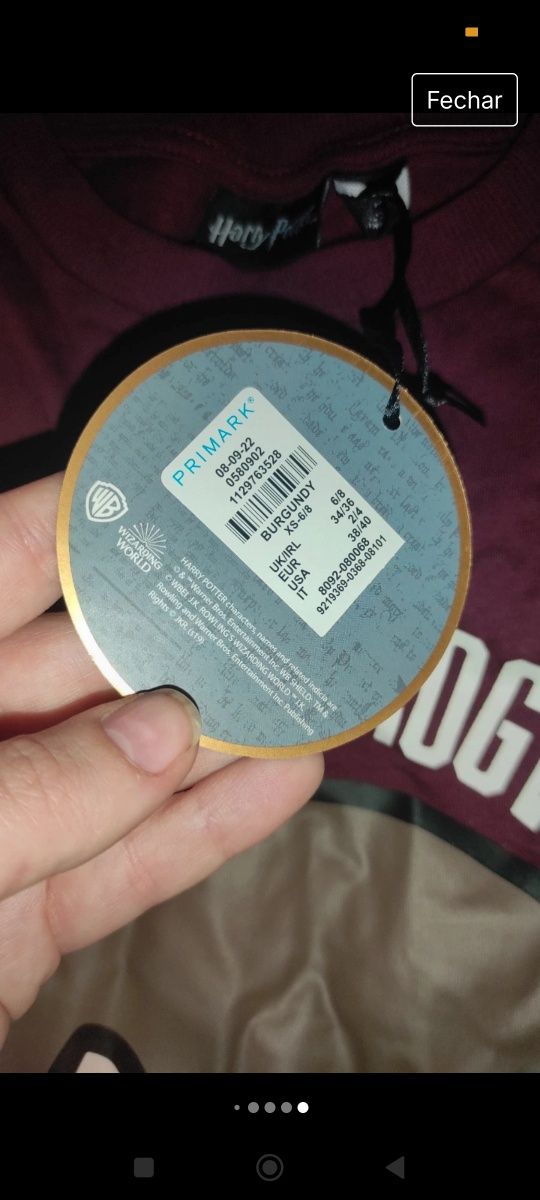 Fechar
Harry Potter
PRIMARK®
08-09-22
0580902
1129763528
BURGUNDY
XS-6/8
UK/IRL 6/8
EUR 34/36
USA 2/4
IT 38/40
8092-080068
9219369-0368-08101
WB
WIZARDING
WORLD
HARRY POTTER characters, names and related indicia are
© & ™ Warner Bros. Entertainment Inc. WB SHIELD: TM &
© WBEI. J.K. ROWLING'S WIZARDING WORLD ™ J.K.
Rowling and Warner Bros. Entertainment Inc. Publishing
Rights © JKR. (s19)